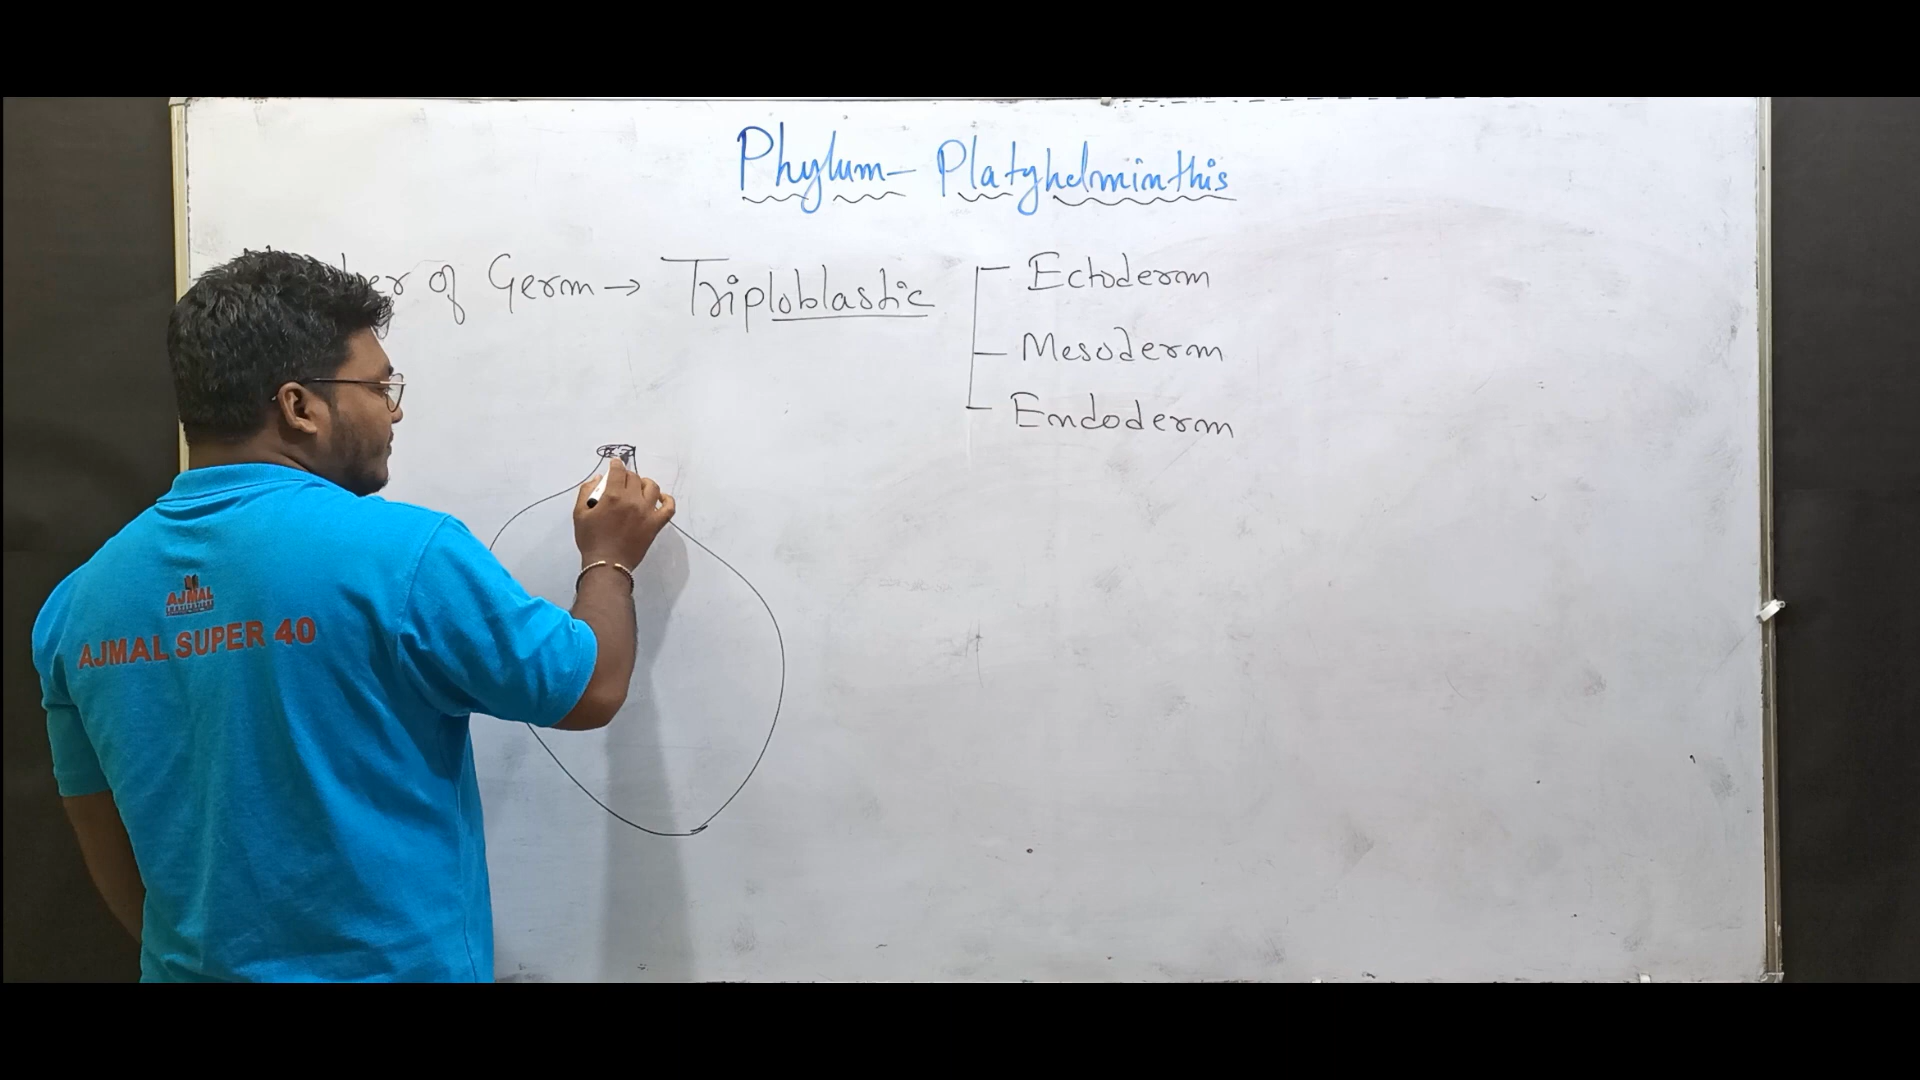 Phylum- Platyhelminthis
of Germ → Triploblastic
Ectoderm
Mesoderm
Endoderm
AJMAL
AJMAL SUPER 40